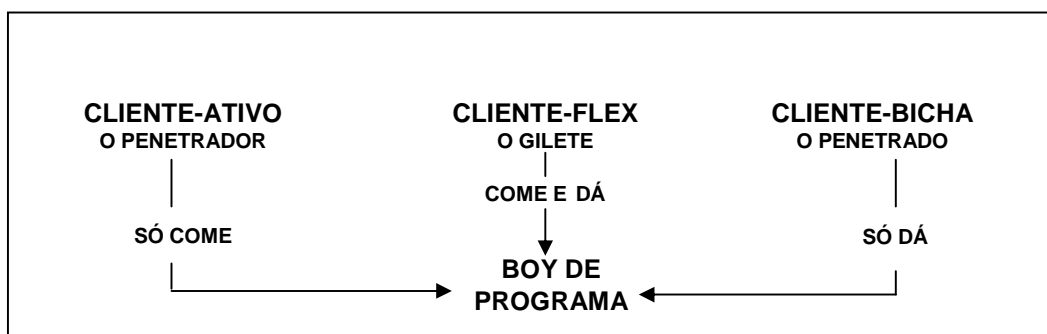 CLIENTE-ATIVO
O PENETRADOR
SÓ COME
CLIENTE-FLEX
O GILETE
COME E DÁ
CLIENTE-BICHA
O PENETRADO
SÓ DÁ
BOY DE
PROGRAMA